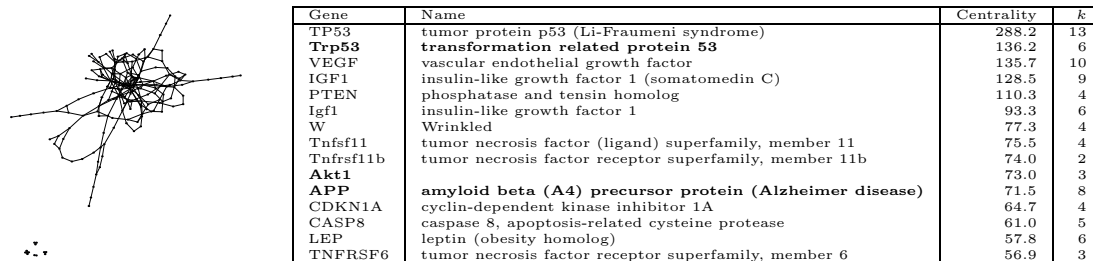 Gene Name Centrality k
TP53 tumor protein p53 (Li-Fraumeni syndrome) 288.2 13
Trp53 transformation related protein 53 136.2 6
VEGF vascular endothelial growth factor 135.7 10
IGF1 insulin-like growth factor 1 (somatomedin C) 128.5 9
PTEN phosphatase and tensin homolog 110.3 4
Igf1 insulin-like growth factor 1 93.3 6
W Wrinkled 77.3 4
Tnfsf11 tumor necrosis factor (ligand) superfamily, member 11 75.5 4
Tnfrsf11b tumor necrosis factor receptor superfamily, member 11b 74.0 2
Akt1 73.0 3
APP amyloid beta (A4) precursor protein (Alzheimer disease) 71.5 8
CDKN1A cyclin-dependent kinase inhibitor 1A 64.7 4
CASP8 caspase 8, apoptosis-related cysteine protease 61.0 5
LEP leptin (obesity homolog) 57.8 6
TNFRSF6 tumor necrosis factor receptor superfamily, member 6 56.9 3